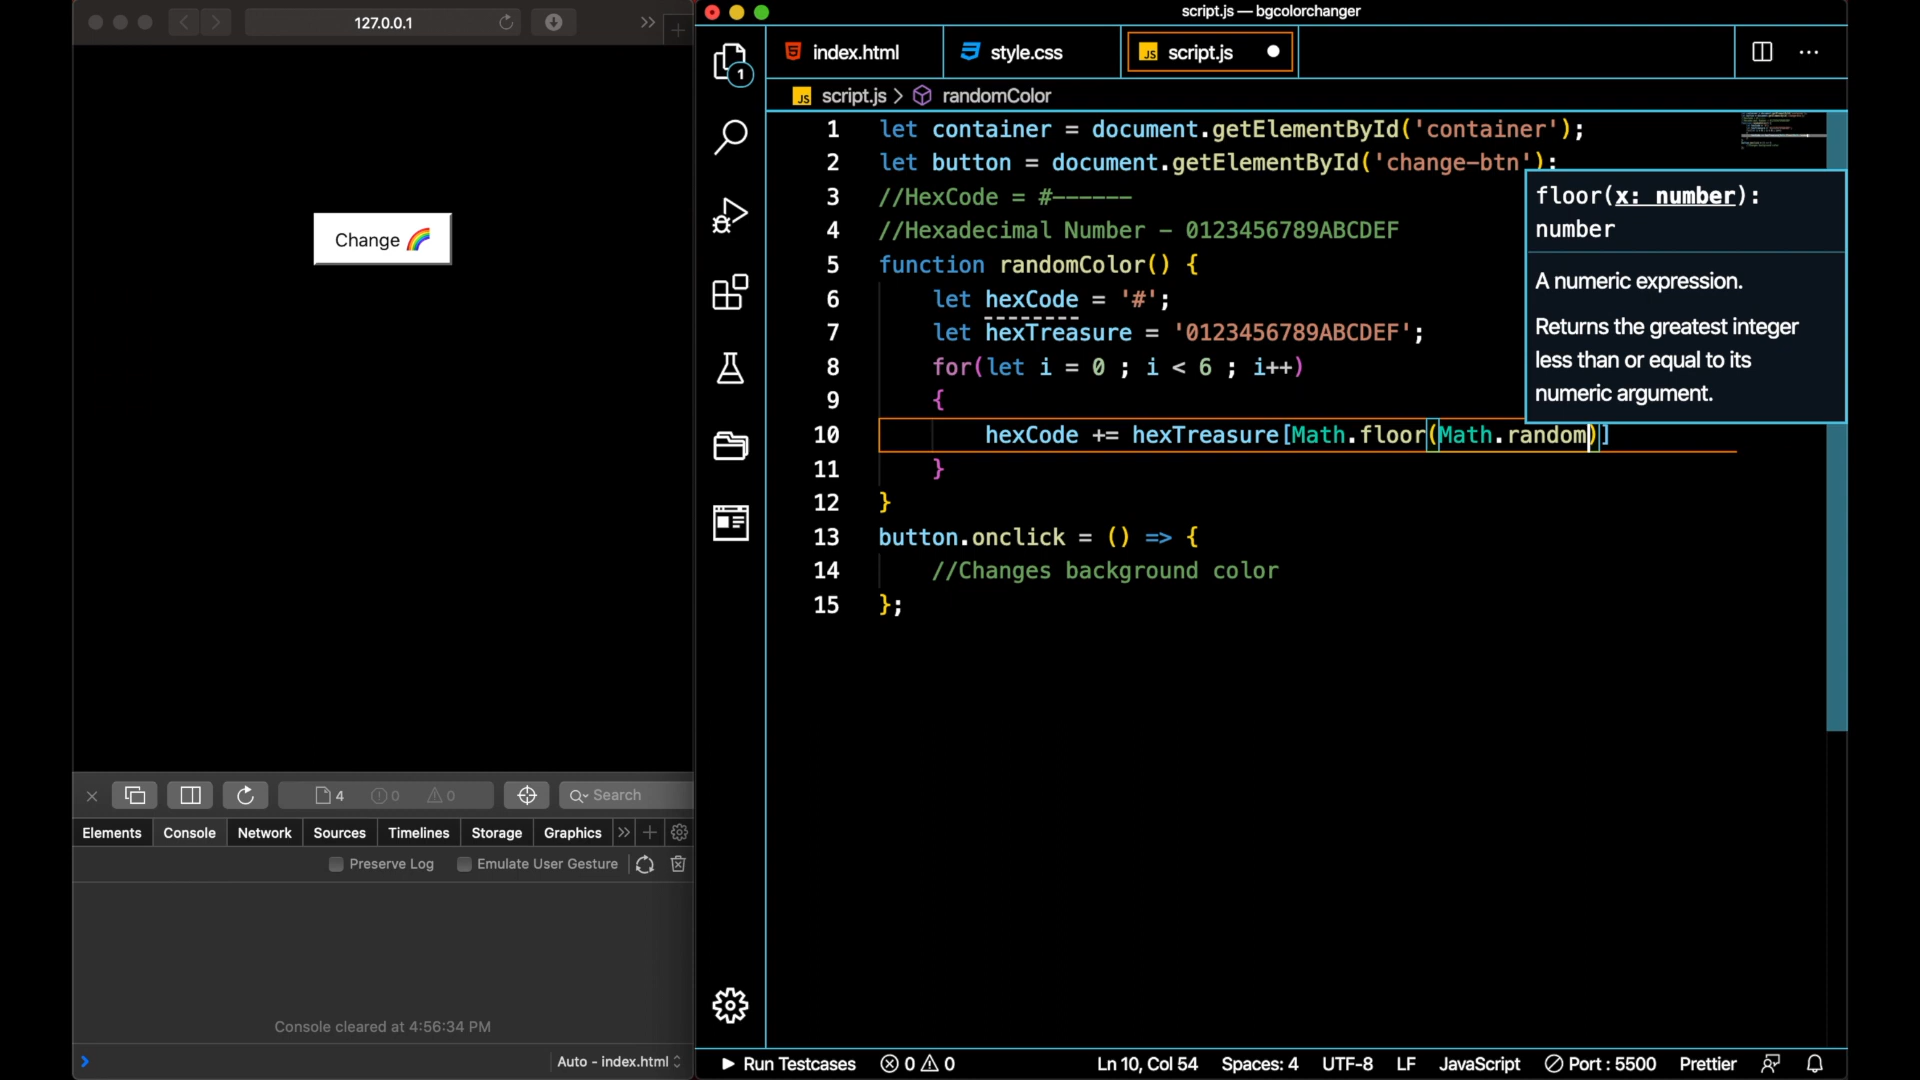 127.0.0.1
Change 🌈
4
0
0
Search
Elements
Console
Network
Sources
Timelines
Storage
Graphics
Preserve Log
Emulate User Gesture
Console cleared at 4:56:34 PM
Auto - index.html
script.js — bgcolorchanger
index.html
style.css
JS script.js
1
JS script.js > randomColor
1 let container = document.getElementById('container');
2 let button = document.getElementById('change-btn');
3 //HexCode = #------
4 //Hexadecimal Number - 0123456789ABCDEF
5 function randomColor() {
6 let hexCode = '#';
7 let hexTreasure = '0123456789ABCDEF';
8 for(let i = 0 ; i < 6 ; i++)
9 {
10 hexCode += hexTreasure[Math.floor(Math.random)]
11 }
12 }
13 button.onclick = () => {
14 //Changes background color
15 };
floor(x: number):
number
A numeric expression.
Returns the greatest integer
less than or equal to its
numeric argument.
Run Testcases
0
0
Ln 10, Col 54
Spaces: 4
UTF-8
LF
JavaScript
Port : 5500
Prettier